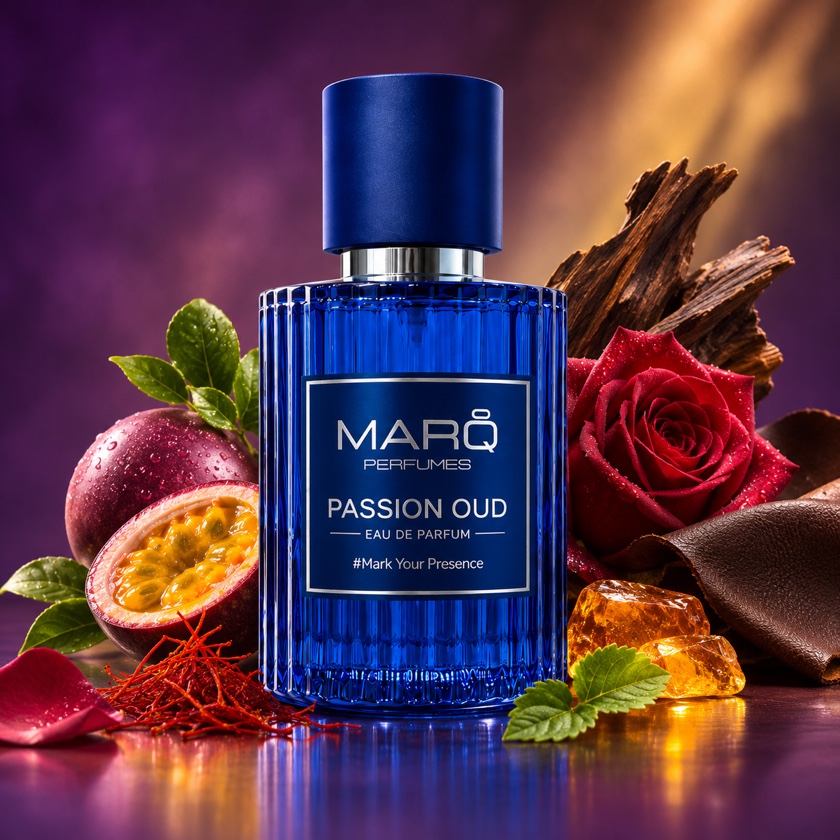 MARQ̄
PERFUMES
PASSION OUD
EAU DE PARFUM
#Mark Your Presence